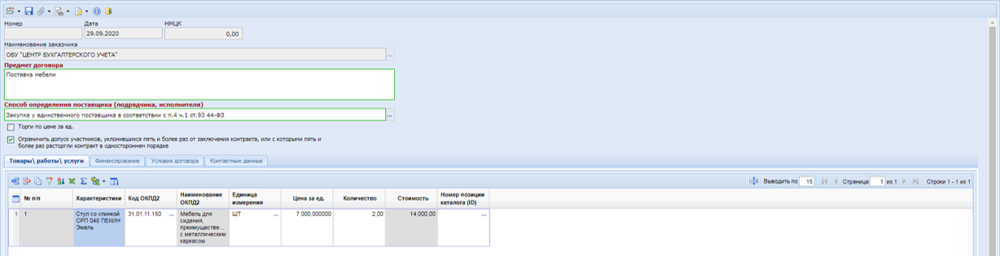 Номер
Дата
НМЦК
29.09.2020
0,00
Наименование заказчика
ОБУ "ЦЕНТР БУХГАЛТЕРСКОГО УЧЕТА"
...
Предмет договора
Поставка мебели
Способ определения поставщика (подрядчика, исполнителя)
Закупка у единственного поставщика в соответствии с п.4 ч.1 ст.93 44-ФЗ
...
Торги по цене за ед.
Ограничить допуск участников, уклонившихся пять и более раз от заключения контракта, или с которыми пять и
более раз расторгли контракт в одностороннем порядке
Товары\ работы\ услуги
Финансирование
Условия договора
Контактные данные
Выводить по 15
Страница 1 из 1
Строки 1 - 1 из 1
№ п/п
Характеристики
Код ОКПД2
Наименование
ОКПД2
Единица
измерения
Цена за ед.
Количество
Стоимость
Номер позиции
каталога (ID)
1
1
Стул со спинкой
СРП 048 ПЕКИН
Эмаль
31.01.11.150 ...
Мебель для
сидения,
преимуществе...
с металлическим
каркасом
ШТ ...
7 000,000000
2,00
14 000,00
...